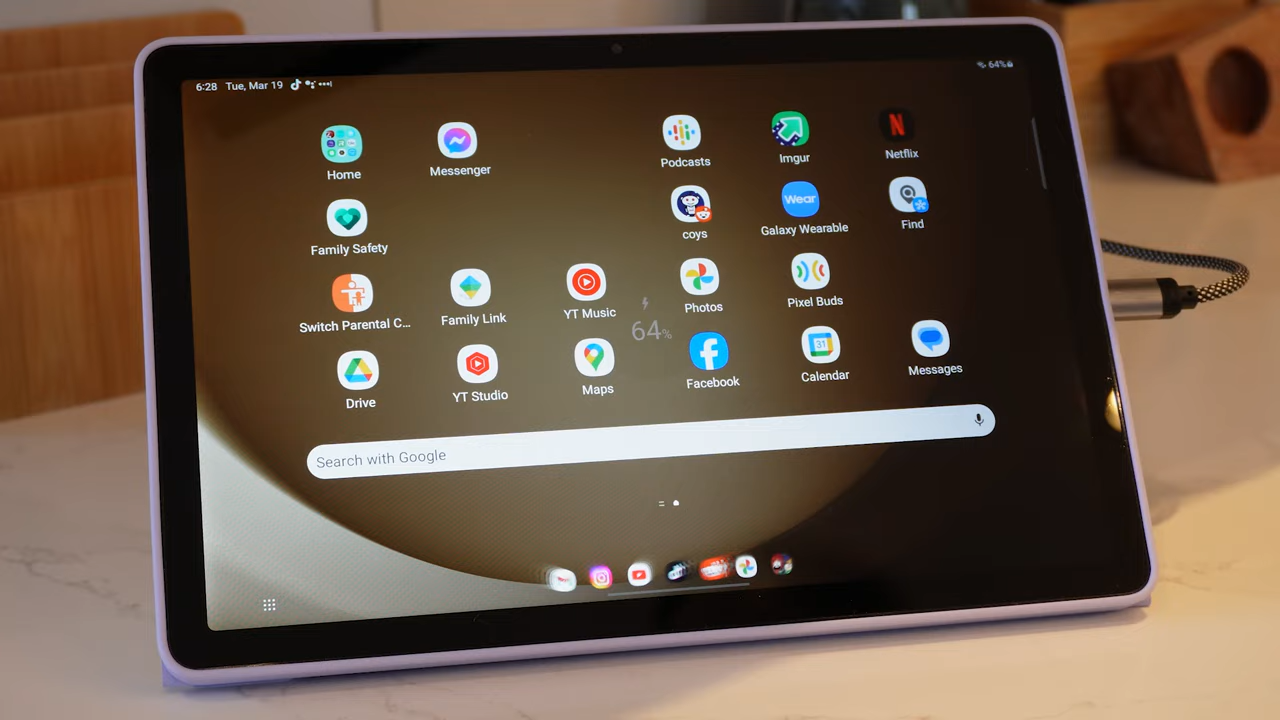 6:28 Tue, Mar 19
64%
Home
Messenger
Podcasts
Imgur
N
Netflix
Family Safety
coys
Wear
Galaxy Wearable
Find
Switch Parental C...
Family Link
YT Music
Photos
Pixel Buds
64%
Drive
YT Studio
Maps
f
Facebook
31
Calendar
Messages
Search with Google